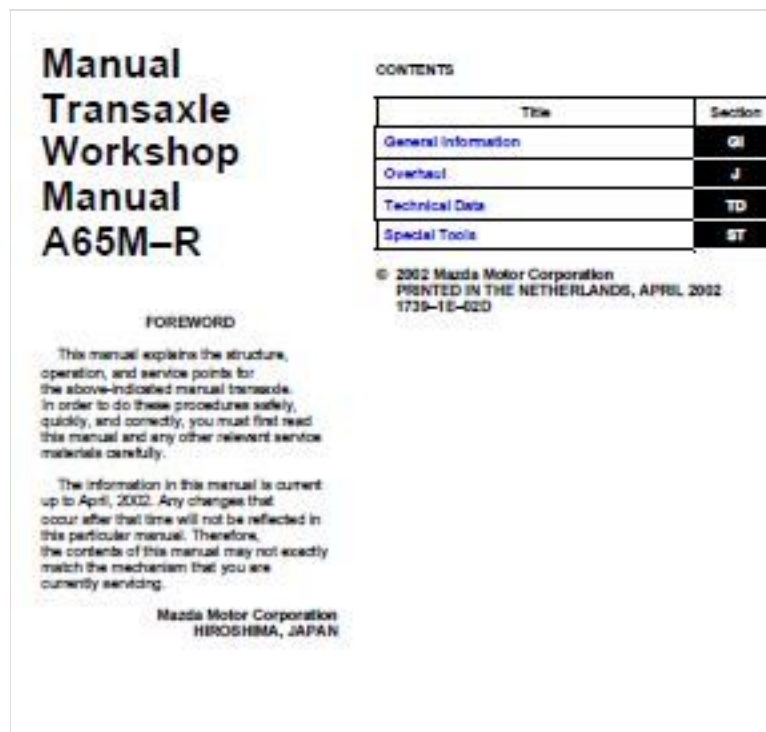 Manual
Transaxle
Workshop
Manual
A65M–R
FOREWORD
This manual explains the structure,
operation, and service points for
the above-indicated manual transaxle.
In order to do these procedures safely,
quickly, and correctly, you must first read
this manual and any other relevant service
materials carefully.
The information in this manual is current
up to April, 2002. Any changes that
occur after that time will not be reflected in
this particular manual. Therefore,
the contents of this manual may not exactly
match the mechanism that you are
currently servicing.
Mazda Motor Corporation
HIROSHIMA, JAPAN
CONTENTS
Title Section
General Information GI
Overhaul J
Technical Data TD
Special Tools ST
© 2002 Mazda Motor Corporation
PRINTED IN THE NETHERLANDS, APRIL 2002
1739–1E–02D